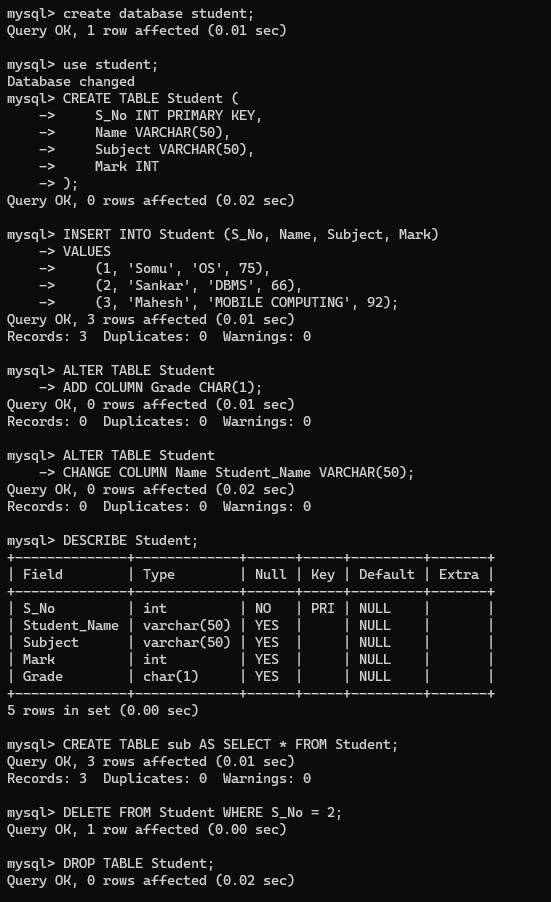 mysql> create database student;
Query OK, 1 row affected (0.01 sec)
mysql> use student;
Database changed
mysql> CREATE TABLE Student (
    ->     S_No INT PRIMARY KEY,
    ->     Name VARCHAR(50),
    ->     Subject VARCHAR(50),
    ->     Mark INT
    -> );
Query OK, 0 rows affected (0.02 sec)
mysql> INSERT INTO Student (S_No, Name, Subject, Mark)
    -> VALUES
    ->     (1, 'Somu', 'OS', 75),
    ->     (2, 'Sankar', 'DBMS', 66),
    ->     (3, 'Mahesh', 'MOBILE COMPUTING', 92);
Query OK, 3 rows affected (0.01 sec)
Records: 3  Duplicates: 0  Warnings: 0
mysql> ALTER TABLE Student
    -> ADD COLUMN Grade CHAR(1);
Query OK, 0 rows affected (0.01 sec)
Records: 0  Duplicates: 0  Warnings: 0
mysql> ALTER TABLE Student
    -> CHANGE COLUMN Name Student_Name VARCHAR(50);
Query OK, 0 rows affected (0.02 sec)
Records: 0  Duplicates: 0  Warnings: 0
mysql> DESCRIBE Student;
+--------------+-------------+------+-----+---------+-------+
| Field        | Type        | Null | Key | Default | Extra |
+--------------+-------------+------+-----+---------+-------+
| S_No         | int         | NO   | PRI | NULL    |       |
| Student_Name | varchar(50) | YES  |     | NULL    |       |
| Subject      | varchar(50) | YES  |     | NULL    |       |
| Mark         | int         | YES  |     | NULL    |       |
| Grade        | char(1)     | YES  |     | NULL    |       |
+--------------+-------------+------+-----+---------+-------+
5 rows in set (0.00 sec)
mysql> CREATE TABLE sub AS SELECT * FROM Student;
Query OK, 3 rows affected (0.01 sec)
Records: 3  Duplicates: 0  Warnings: 0
mysql> DELETE FROM Student WHERE S_No = 2;
Query OK, 1 row affected (0.00 sec)
mysql> DROP TABLE Student;
Query OK, 0 rows affected (0.02 sec)